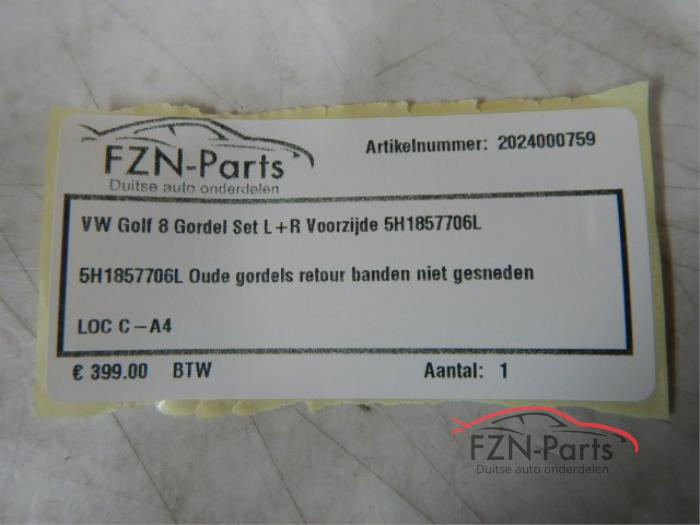 FZN-Parts
Duitse auto onderdelen
Artikelnummer: 2024000759
VW Golf 8 Gordel Set L+R Voorzijde 5H1857706L
5H1857706L Oude gordels retour banden niet gesneden
LOC C-A4
€ 399.00 BTW Aantal: 1
FZN-Parts
Duitse auto onderdelen